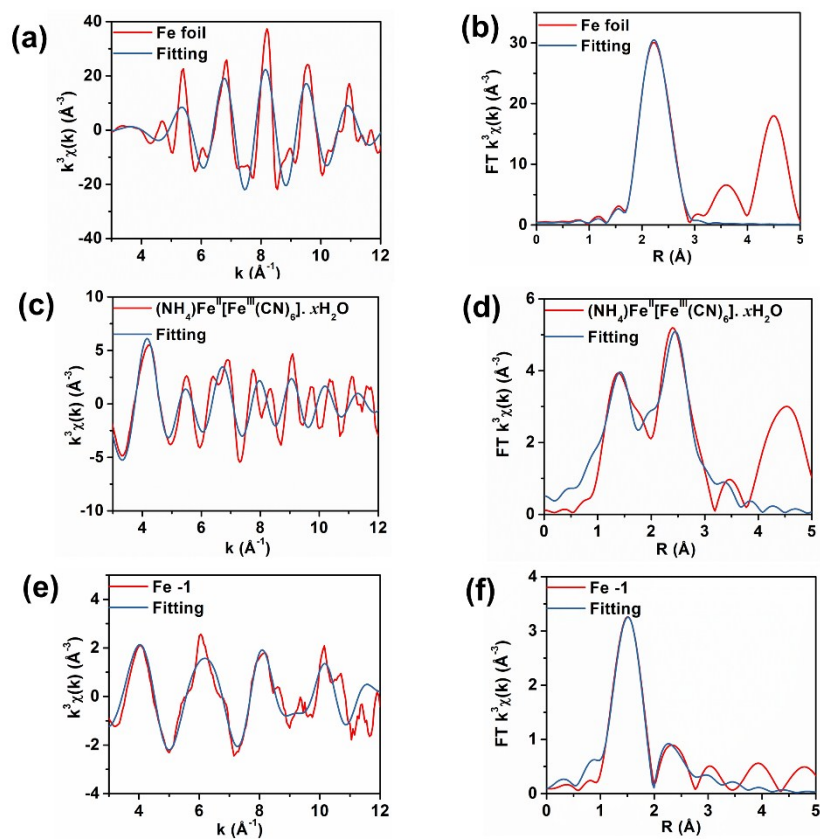 (a)
Fe foil
Fitting
k³χ(k) (Å⁻³)
40
20
0
-20
-40
4
6
8
10
12
k (Å⁻¹)
(b)
Fe foil
Fitting
FT k³χ(k) (Å⁻³)
30
20
10
0
0
1
2
3
4
5
R (Å)
(c)
(NH₄)Feᴵᴵ[Feᴵᴵᴵ(CN)₆]. xH₂O
Fitting
k³χ(k) (Å⁻³)
10
5
0
-5
-10
4
6
8
10
12
k (Å⁻¹)
(d)
(NH₄)Feᴵᴵ[Feᴵᴵᴵ(CN)₆]. xH₂O
Fitting
FT k³χ(k) (Å⁻³)
6
4
2
0
0
1
2
3
4
5
R (Å)
(e)
Fe -1
Fitting
k³χ(k) (Å⁻³)
4
2
0
-2
-4
4
6
8
10
12
k (Å⁻¹)
(f)
Fe -1
Fitting
FT k³χ(k) (Å⁻³)
4
3
2
1
0
0
1
2
3
4
5
R (Å)